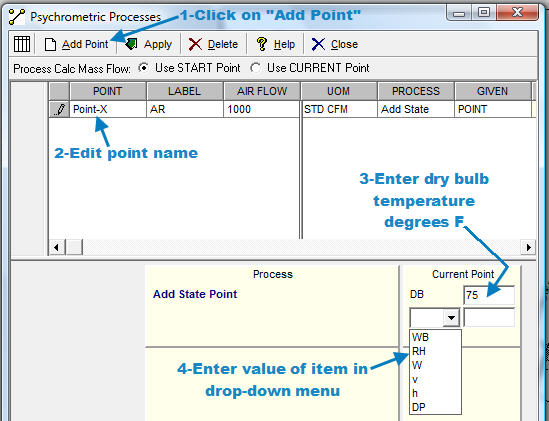 Psychrometric Processes
1-Click on "Add Point"
Add Point Apply Delete ? Help Close
Process Calc Mass Flow: Use START Point Use CURRENT Point
POINT LABEL AIR FLOW UOM PROCESS GIVEN
Point-X AR 1000 STD CFM Add State POINT
2-Edit point name
3-Enter dry bulb
temperature
degrees F
Process Current Point
Add State Point DB 75
WB
RH
W
v
h
DP
4-Enter value of item in
drop-down menu